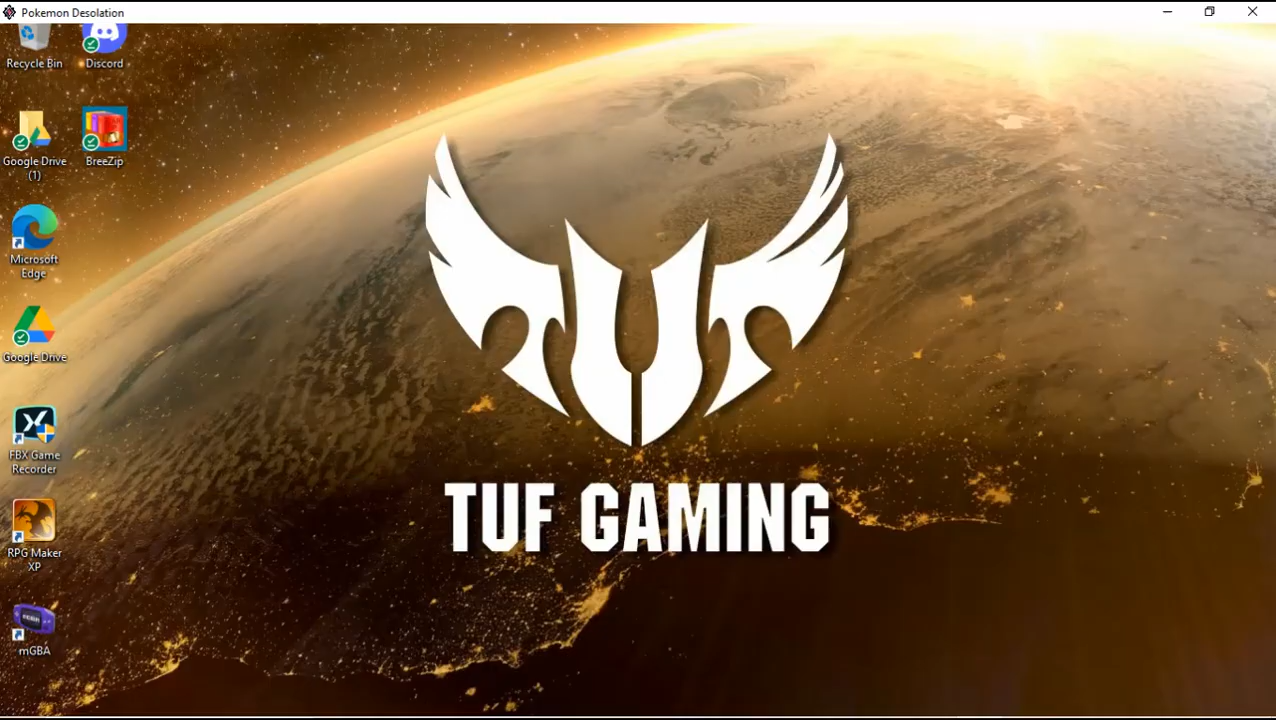 Pokemon Desolation
Recycle Bin
Discord
Google Drive
(1)
BreeZip
Microsoft
Edge
Google Drive
FBX Game
Recorder
RPG Maker
XP
mGBA
TUF GAMING